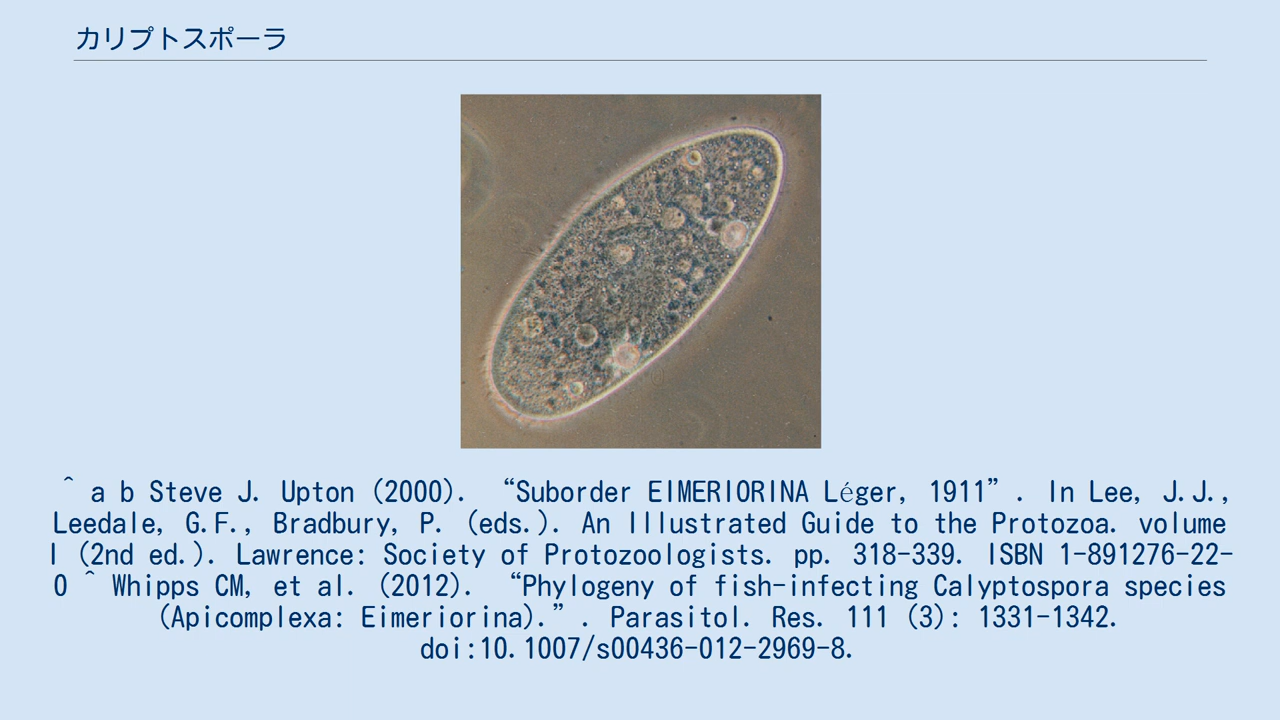 カリプトスポーラ
^ a b Steve J. Upton (2000). “Suborder EIMERIORINA Léger, 1911”. In Lee, J.J.,
Leedale, G.F., Bradbury, P. (eds.). An Illustrated Guide to the Protozoa. volume
I (2nd ed.). Lawrence: Society of Protozoologists. pp. 318-339. ISBN 1-891276-22-
0 ^ Whipps CM, et al. (2012). “Phylogeny of fish-infecting Calyptospora species
(Apicomplexa: Eimeriorina).”. Parasitol. Res. 111 (3): 1331-1342.
doi:10.1007/s00436-012-2969-8.